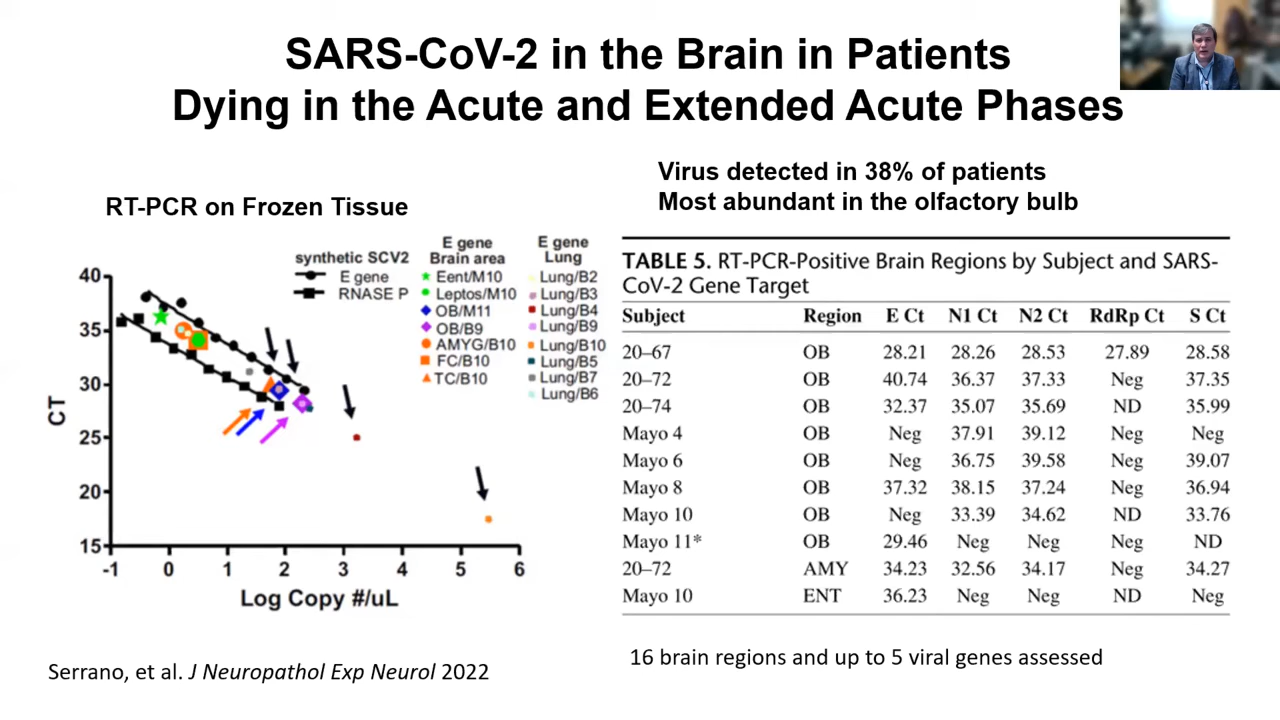 SARS-CoV-2 in the Brain in Patients
Dying in the Acute and Extended Acute Phases
RT-PCR on Frozen Tissue
synthetic SCV2
E gene
RNASE P
E gene
Brain area
Eent/M10
Leptos/M10
OB/M11
OB/B9
AMYG/B10
FC/B10
TC/B10
E gene
Lung
Lung/B2
Lung/B3
Lung/B4
Lung/B9
Lung/B10
Lung/B5
Lung/B7
Lung/B6
CT
40
35
30
25
20
15
-1 0 1 2 3 4 5 6
Log Copy #/uL
Serrano, et al. J Neuropathol Exp Neurol 2022
Virus detected in 38% of patients
Most abundant in the olfactory bulb
TABLE 5. RT-PCR-Positive Brain Regions by Subject and SARS-
CoV-2 Gene Target
Subject Region E Ct N1 Ct N2 Ct RdRp Ct S Ct
20–67 OB 28.21 28.26 28.53 27.89 28.58
20–72 OB 40.74 36.37 37.33 Neg 37.35
20–74 OB 32.37 35.07 35.69 ND 35.99
Mayo 4 OB Neg 37.91 39.12 Neg Neg
Mayo 6 OB Neg 36.75 39.58 Neg 39.07
Mayo 8 OB 37.32 38.15 37.24 Neg 36.94
Mayo 10 OB Neg 33.39 34.62 ND 33.76
Mayo 11* OB 29.46 Neg Neg Neg ND
20–72 AMY 34.23 32.56 34.17 Neg 34.27
Mayo 10 ENT 36.23 Neg Neg ND Neg
16 brain regions and up to 5 viral genes assessed